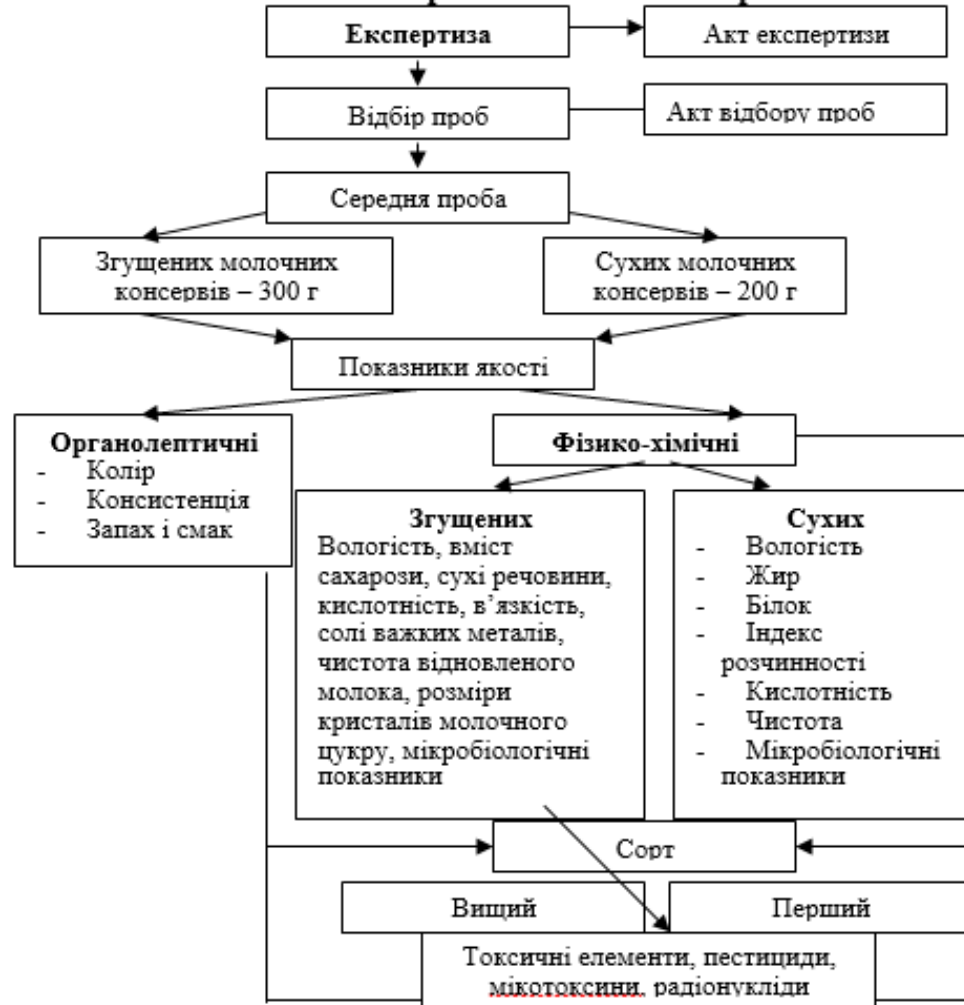 Експертиза
Акт експертизи
Відбір проб
Акт відбору проб
Середня проба
Згущених молочних
консервів – 300 г
Сухих молочних
консервів – 200 г
Показники якості
Органолептичні
- Колір
- Консистенція
- Запах і смак
Фізико-хімічні
Згущених
Вологість, вміст
сахарози, сухі речовини,
кислотність, в’язкість,
солі важких металів,
чистота відновленого
молока, розміри
кристалів молочного
цукру, мікробіологічні
показники
Сухих
- Вологість
- Жир
- Білок
- Індекс
розчинності
- Кислотність
- Чистота
- Мікробіологічні
показники
Сорт
Вищий
Перший
Токсичні елементи, пестициди,
мікотоксини, радіонукліди